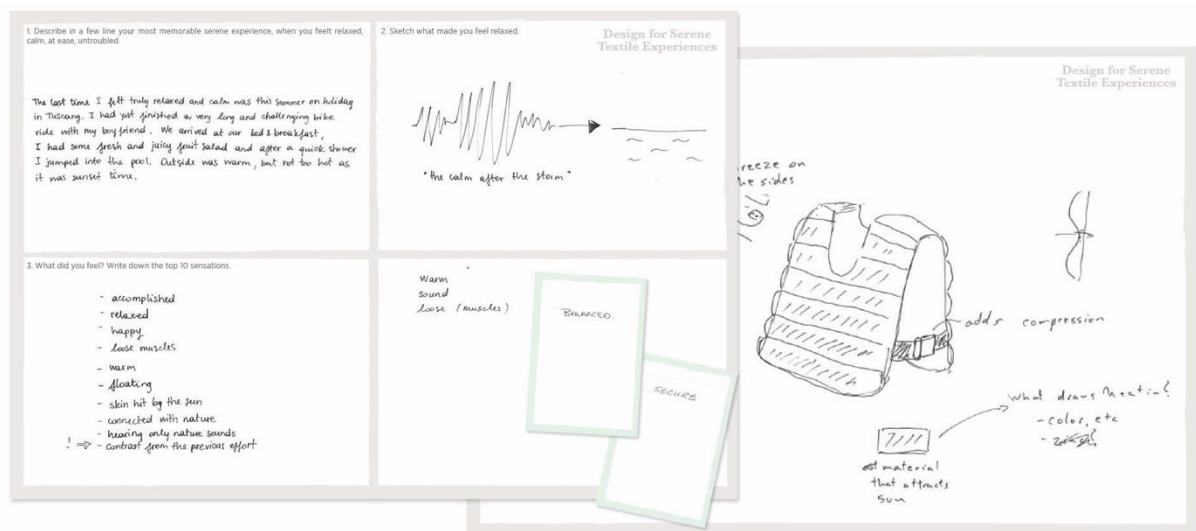 1. Describe in a few line your most memorable serene experience, when you feelt relaxed,
calm, at ease, untroubled.
The last time I felt truly relaxed and calm was this summer on holiday
in Tuscany. I had just finished a very long and challenging bike
ride with my boyfriend. We arrived at our bed & breakfast,
I had some fresh and juicy fruit salad and after a quick shower
I jumped into the pool. Outside was warm, but not too hot as
it was sunset time.
2. Sketch what made you feel relaxed.
Design for Serene
Textile Experiences
"the calm after the storm"
3. What did you feel? Write down the top 10 sensations.
- accomplished
- relaxed
- happy
- loose muscles
- warm
- floating
- skin hit by the sun
- connected with nature
- hearing only nature sounds
! ⇒ - contrast from the previous effort
warm
sound
loose (muscles)
BALANCED.
SECURE
Design for Serene
Textile Experiences
reeze on
he sides
adds compression
what draws heat in?
- color, etc
material
that attracts
sun